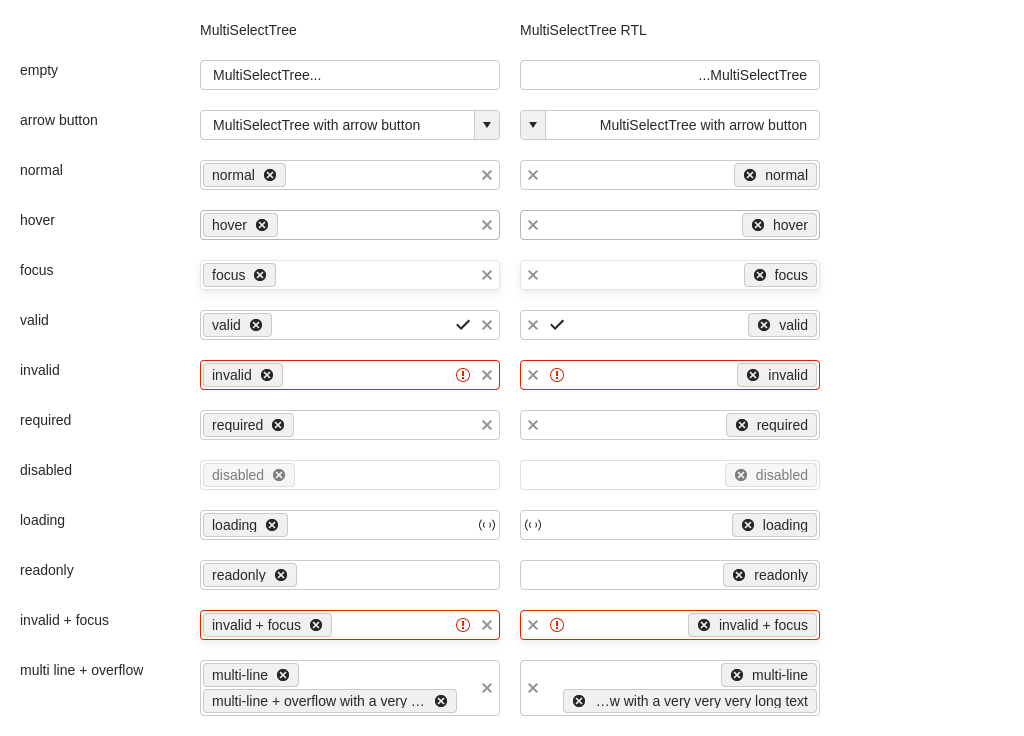 MultiSelectTree MultiSelectTree RTL
empty MultiSelectTree... ...MultiSelectTree
arrow button MultiSelectTree with arrow button MultiSelectTree with arrow button
normal normal normal
hover hover hover
focus focus focus
valid valid valid
invalid invalid invalid
required required required
disabled disabled disabled
loading loading loading
readonly readonly readonly
invalid + focus invalid + focus invalid + focus
multi line + overflow multi-line multi-line
multi-line + overflow with a very … …w with a very very very long text